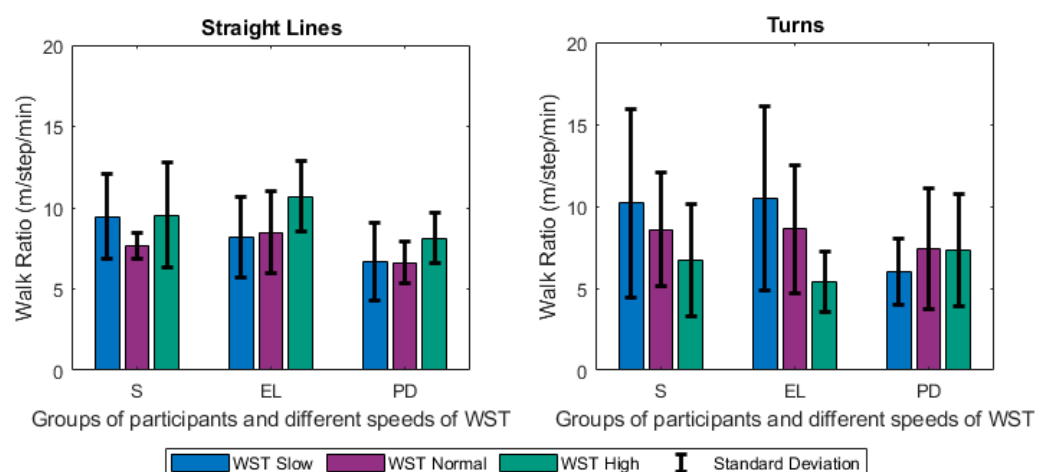 Straight Lines
20
15
10
5
0
Walk Ratio (m/step/min)
S EL PD
Groups of participants and different speeds of WST
Turns
20
15
10
5
0
Walk Ratio (m/step/min)
S EL PD
Groups of participants and different speeds of WST
WST Slow WST Normal WST High Standard Deviation